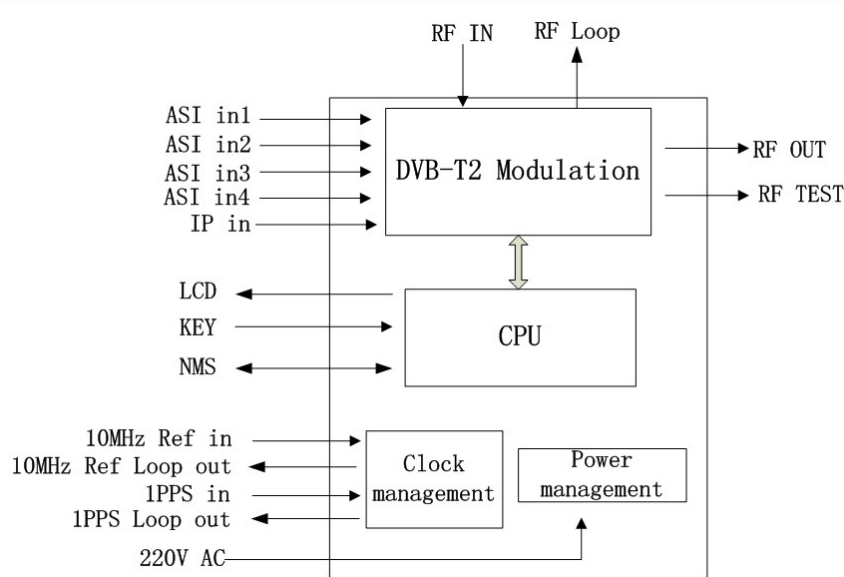 RF IN
RF Loop
ASI in1
ASI in2
ASI in3
ASI in4
IP in
DVB-T2 Modulation
RF OUT
RF TEST
LCD
KEY
NMS
CPU
10MHz Ref in
10MHz Ref Loop out
1PPS in
1PPS Loop out
Clock
management
Power
management
220V AC